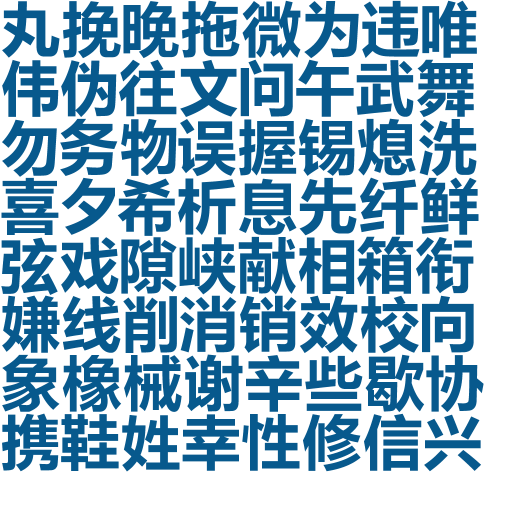 丸挽晚拖微为违唯
伟伪往文问午武舞
勿务物误握锡熄洗
喜夕希析息先纤鲜
弦戏隙峡献相箱衔
嫌线削消销效校向
象橡械谢辛些歇协
携鞋姓幸性修信兴